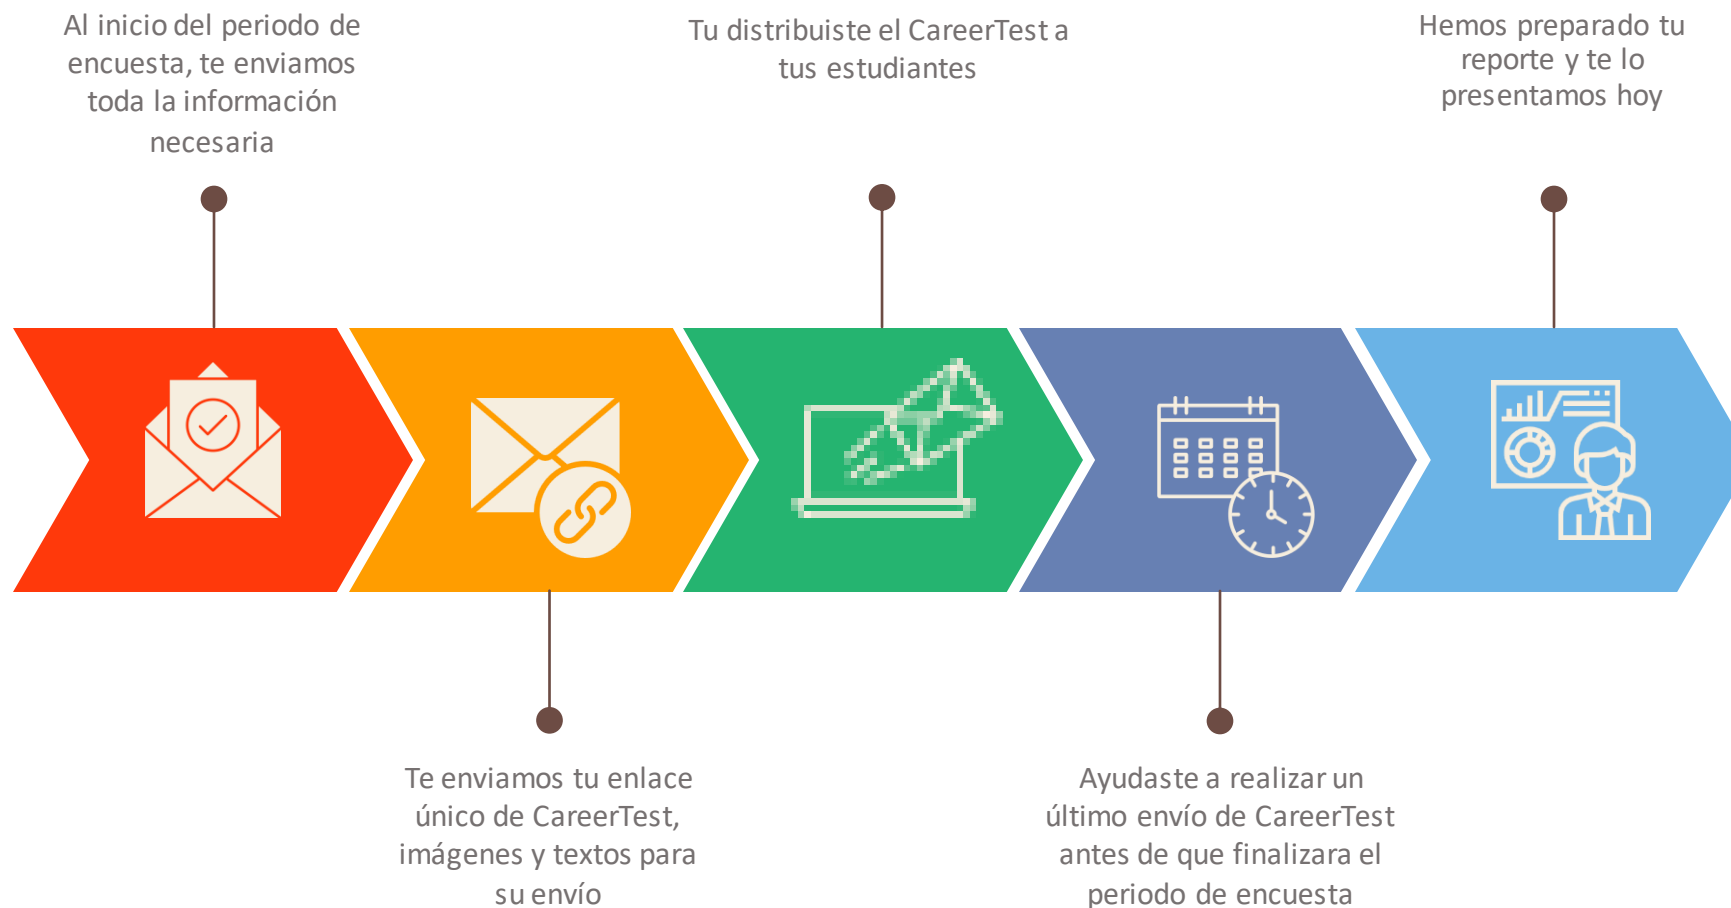 Al inicio del periodo de
encuesta, te enviamos
toda la información
necesaria
Te enviamos tu enlace
único de CareerTest,
imágenes y textos para
su envío
Tu distribuiste el CareerTest a
tus estudiantes
Ayudaste a realizar un
último envío de CareerTest
antes de que finalizara el
periodo de encuesta
Hemos preparado tu
reporte y te lo
presentamos hoy